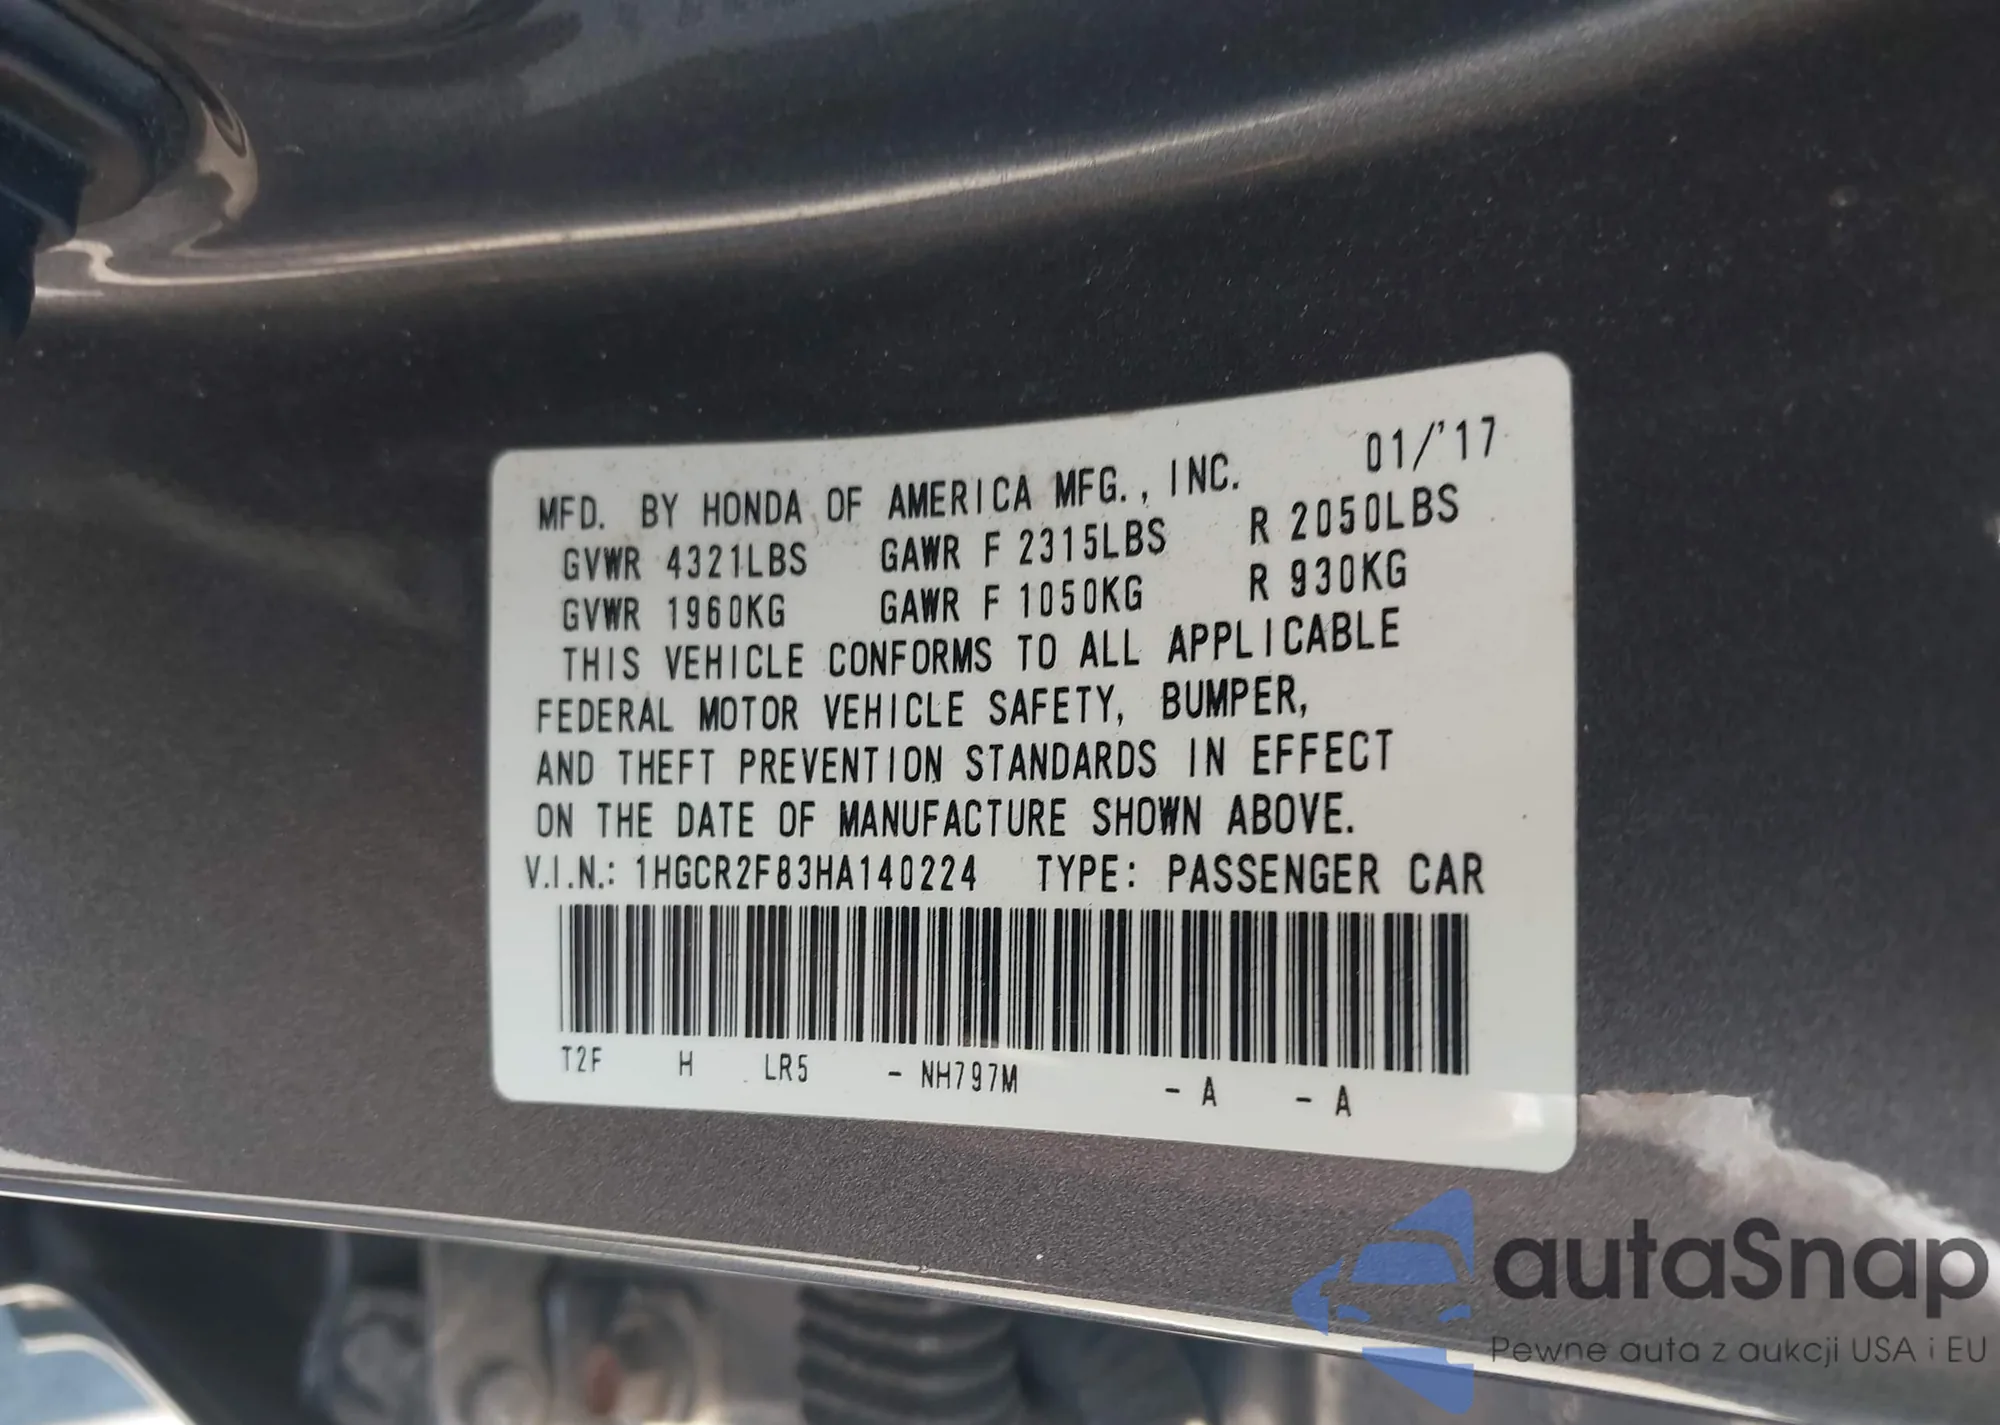 01/'17
MFD. BY HONDA OF AMERICA MFG., INC.
GVWR 4321LBS GAWR F 2315LBS R 2050LBS
GVWR 1960KG GAWR F 1050KG R 930KG
THIS VEHICLE CONFORMS TO ALL APPLICABLE
FEDERAL MOTOR VEHICLE SAFETY, BUMPER,
AND THEFT PREVENTION STANDARDS IN EFFECT
ON THE DATE OF MANUFACTURE SHOWN ABOVE.
V.I.N.: 1HGCR2F83HA140224 TYPE: PASSENGER CAR
T2F H LR5 - NH797M - A - A
autaSnap
Pewne auta z aukcji USA i EU